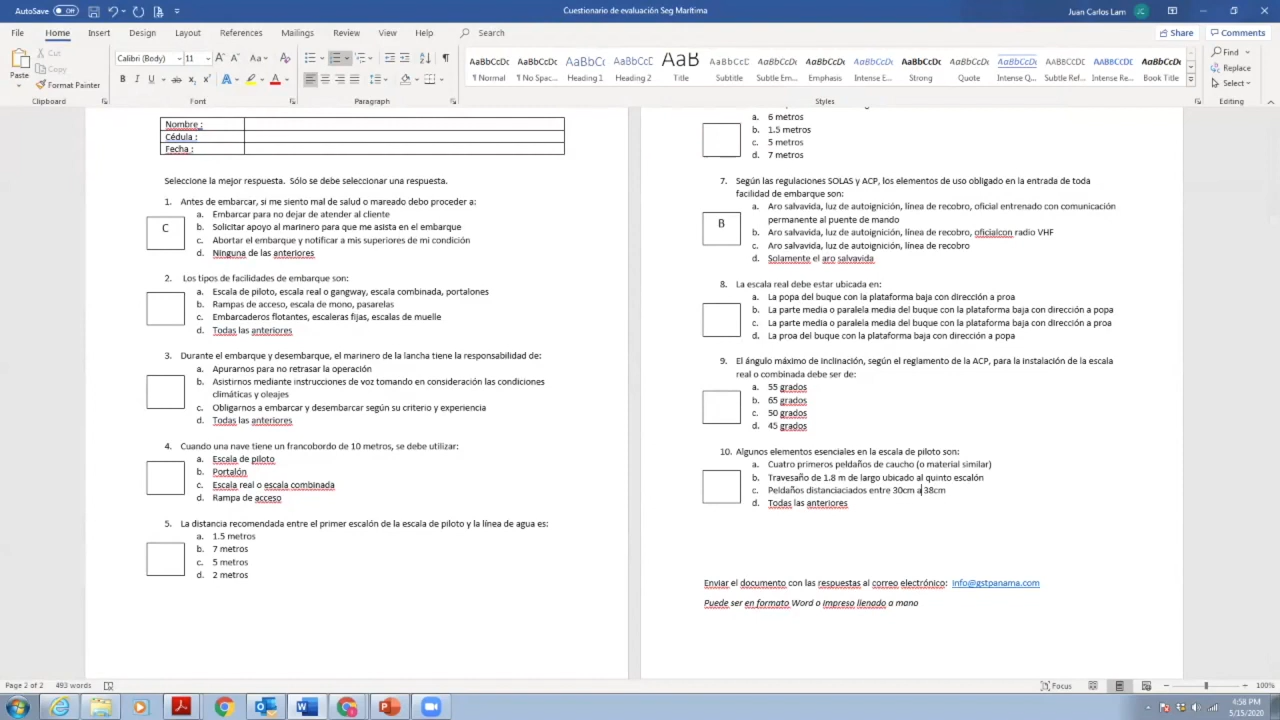 AutoSave Off
Cuestionario de evaluación Seg Marítima
Juan Carlos Lam
File Home Insert Design Layout References Mailings Review View Help Search Share Comments
Paste Cut Copy Format Painter
Calibri (Body) 11
AaBbCcDc AaBbCcDc AaBbC AaBbCcC AaB AaBbCcC AaBbCcDc AaBbCcDc AaBbCcDc AaBbCcDc AaBbCcDc AaBbCcDc AABBCCDC AABBCCDC AaBbCcDc
¶ Normal ¶ No Spac... Heading 1 Heading 2 Title Subtitle Subtle Em... Emphasis Intense E... Strong Quote Intense Q... Subtle Ref... Intense Re... Book Title
Find Replace Select
Clipboard Font Paragraph Styles Editing
Nombre :
Cédula :
Fecha :
Seleccione la mejor respuesta. Sólo se debe seleccionar una respuesta.
1. Antes de embarcar, si me siento mal de salud o mareado debo proceder a:
C
a. Embarcar para no dejar de atender al cliente
b. Solicitar apoyo al marinero para que me asista en el embarque
c. Abortar el embarque y notificar a mis superiores de mi condición
d. Ninguna de las anteriores
2. Los tipos de facilidades de embarque son:
a. Escala de piloto, escala real o gangway, escala combinada, portalones
b. Rampas de acceso, escala de mono, pasarelas
c. Embarcaderos flotantes, escaleras fijas, escalas de muelle
d. Todas las anteriores
3. Durante el embarque y desembarque, el marinero de la lancha tiene la responsabilidad de:
a. Apurarnos para no retrasar la operación
b. Asistirnos mediante instrucciones de voz tomando en consideración las condiciones
climáticas y oleajes
c. Obligarnos a embarcar y desembarcar según su criterio y experiencia
d. Todas las anteriores
4. Cuando una nave tiene un francobordo de 10 metros, se debe utilizar:
a. Escala de piloto
b. Portalón
c. Escala real o escala combinada
d. Rampa de acceso
5. La distancia recomendada entre el primer escalón de la escala de piloto y la línea de agua es:
a. 1.5 metros
b. 7 metros
c. 5 metros
d. 2 metros
a. 6 metros
b. 1.5 metros
c. 5 metros
d. 7 metros
7. Según las regulaciones SOLAS y ACP, los elementos de uso obligado en la entrada de toda
facilidad de embarque son:
B
a. Aro salvavida, luz de autoignición, línea de recobro, oficial entrenado con comunicación
permanente al puente de mando
b. Aro salvavida, luz de autoignición, línea de recobro, oficialcon radio VHF
c. Aro salvavida, luz de autoignición, línea de recobro
d. Solamente el aro salvavida
8. La escala real debe estar ubicada en:
a. La popa del buque con la plataforma baja con dirección a proa
b. La parte media o paralela media del buque con la plataforma baja con dirección a popa
c. La parte media o paralela media del buque con la plataforma baja con dirección a proa
d. La proa del buque con la plataforma baja con dirección a popa
9. El ángulo máximo de inclinación, según el reglamento de la ACP, para la instalación de la escala
real o combinada debe ser de:
a. 55 grados
b. 65 grados
c. 50 grados
d. 45 grados
10. Algunos elementos esenciales en la escala de piloto son:
a. Cuatro primeros peldaños de caucho (o material similar)
b. Travesaño de 1.8 m de largo ubicado al quinto escalón
c. Peldaños distanciaciados entre 30cm a 38cm
d. Todas las anteriores
Enviar el documento con las respuestas al correo electrónico: info@gstpanama.com
Puede ser en formato Word o impreso llenado a mano
Page 2 of 2 493 words
Focus
100%
4:58 PM
5/15/2020